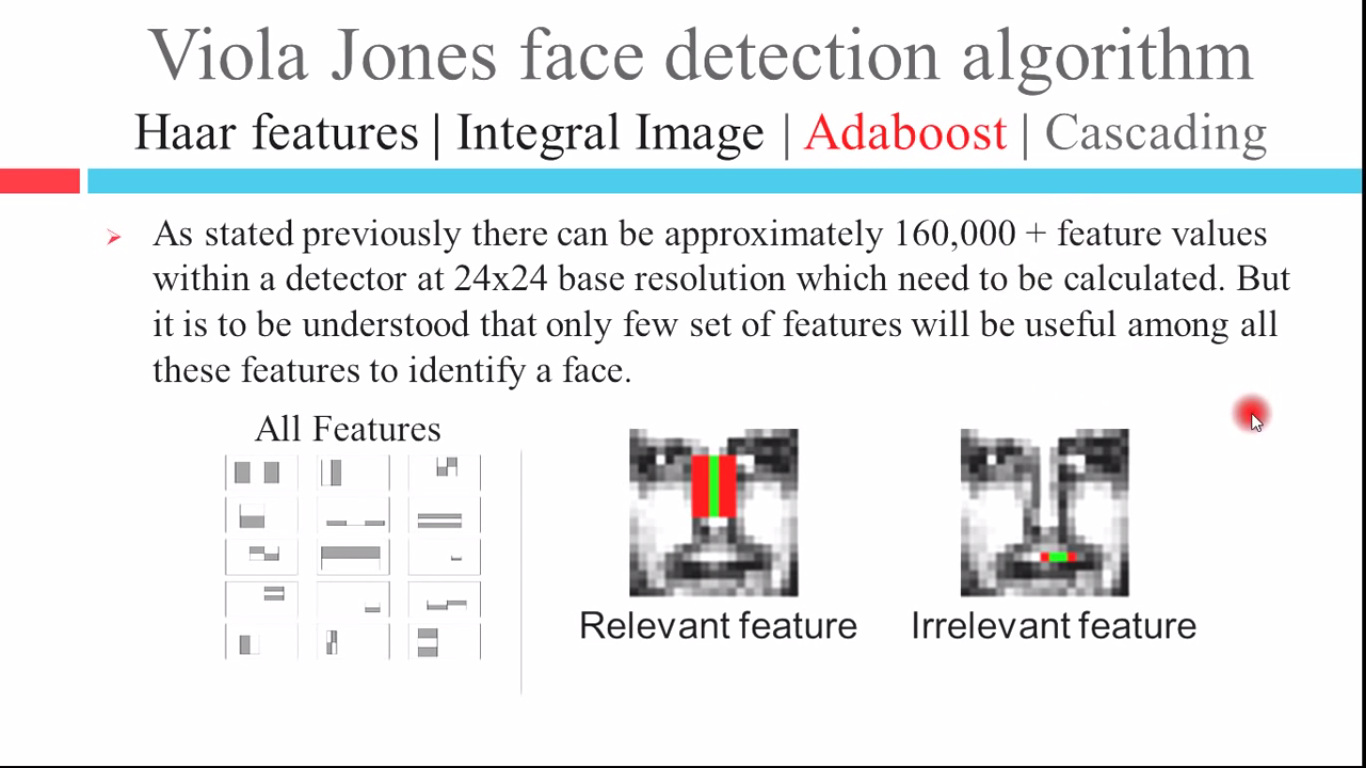 Viola Jones face detection algorithm
Haar features | Integral Image | Adaboost | Cascading
As stated previously there can be approximately 160,000 + feature values
within a detector at 24x24 base resolution which need to be calculated. But
it is to be understood that only few set of features will be useful among all
these features to identify a face.
All Features
Relevant feature
Irrelevant feature